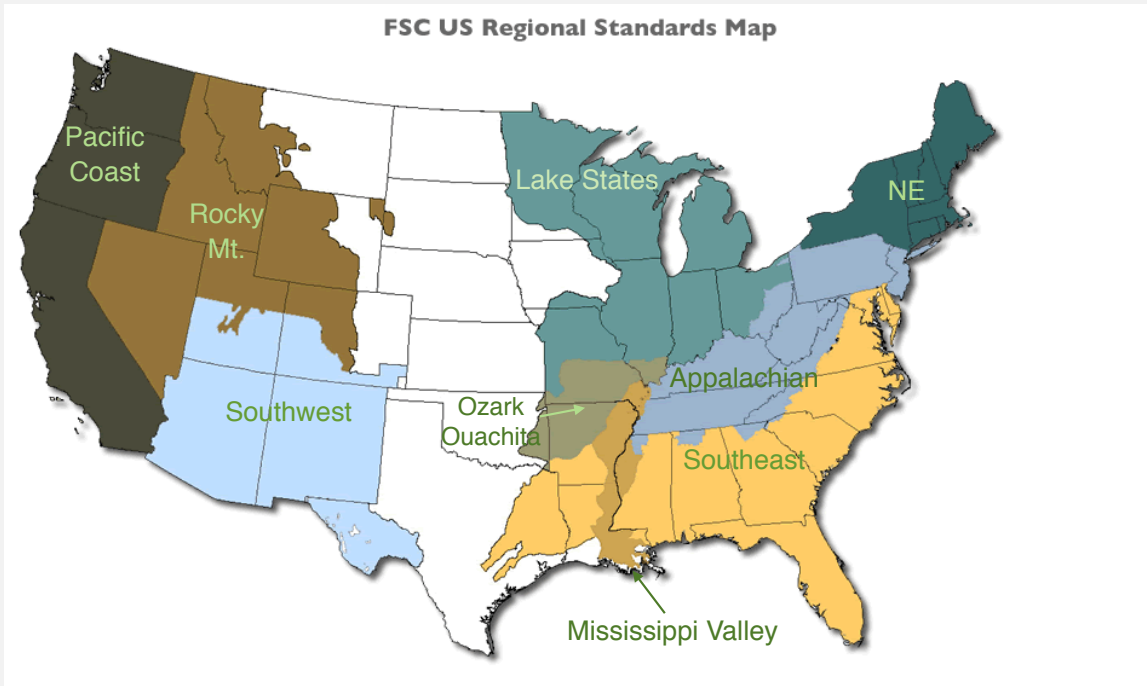 FSC US Regional Standards Map
Pacific
Coast
Rocky
Mt.
Lake States
NE
Southwest
Ozark
Ouachita
Appalachian
Southeast
Mississippi Valley